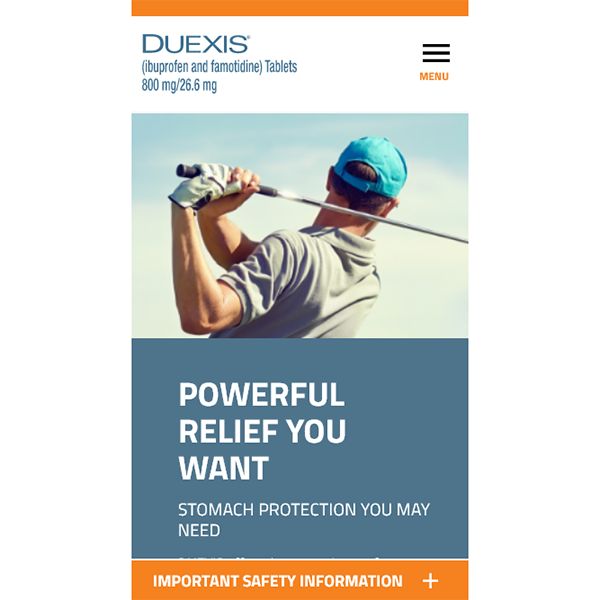 DUEXIS®
(ibuprofen and famotidine) Tablets
800 mg/26.6 mg
MENU
POWERFUL
RELIEF YOU
WANT
STOMACH PROTECTION YOU MAY
NEED
IMPORTANT SAFETY INFORMATION +